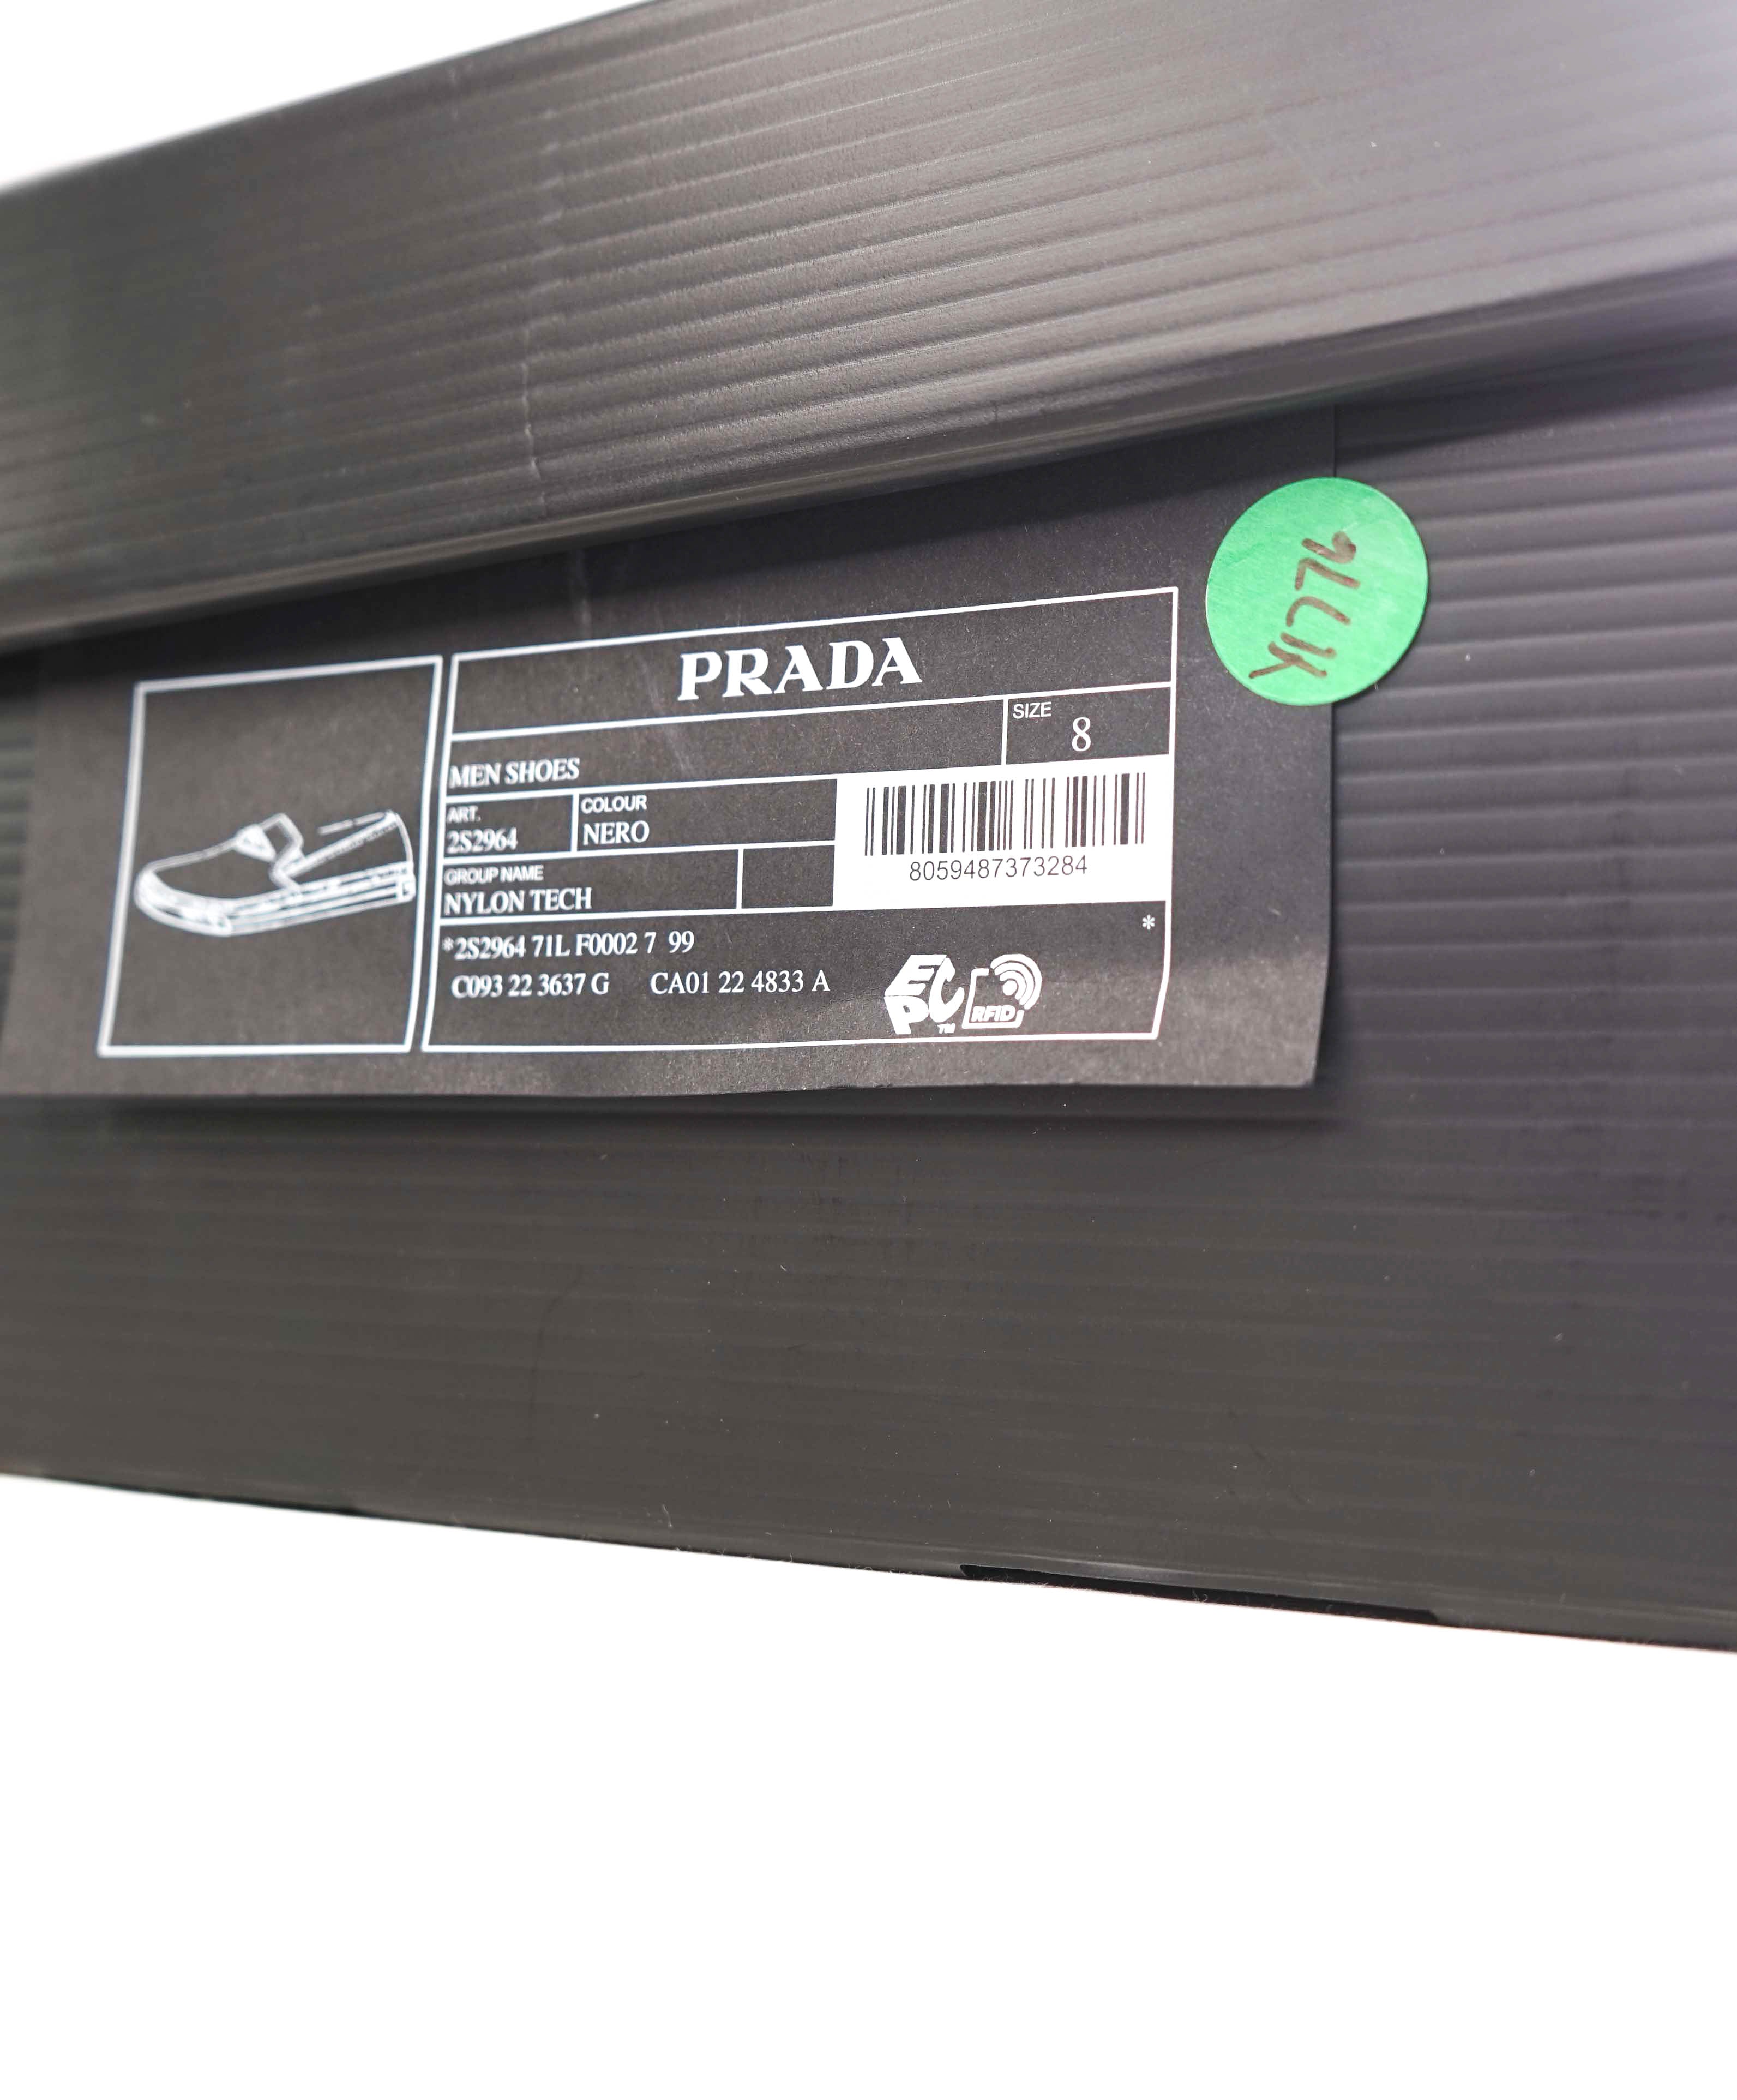 PRADA
SIZE
8
MEN SHOES
ART.
2S2964
COLOUR
NERO
8059487373284
GROUP NAME
NYLON TECH
*2S2964 71L F0002 7 99
*
C093 22 3637 G CA01 22 4833 A
EPC™
RFID